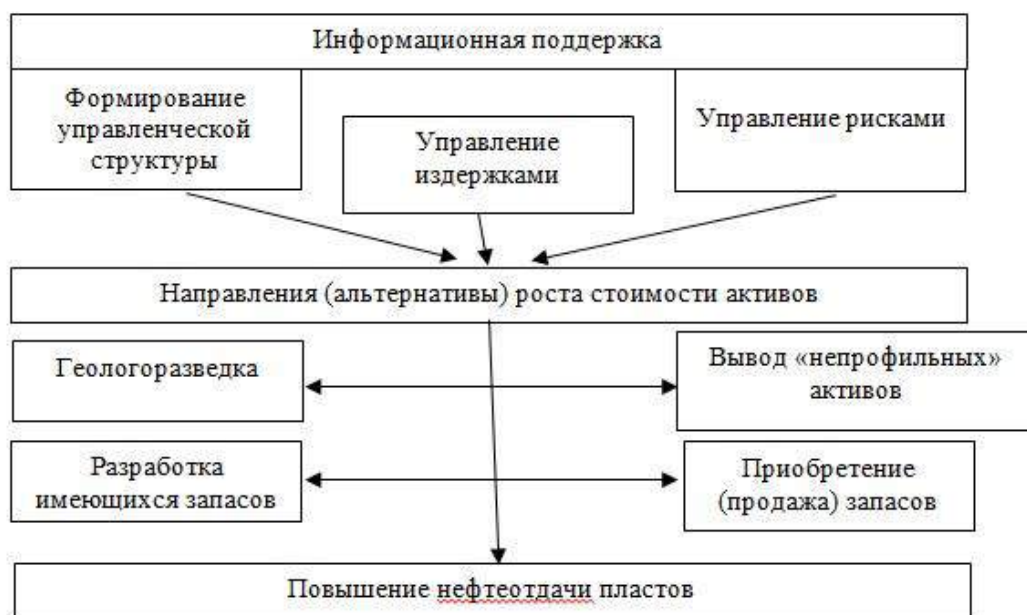 Информационная поддержка
Формирование
управленческой
структуры
Управление
издержками
Управление рисками
Направления (альтернативы) роста стоимости активов
Геологоразведка
Вывод «непрофильных»
активов
Разработка
имеющихся запасов
Приобретение
(продажа) запасов
Повышение нефтеотдачи пластов